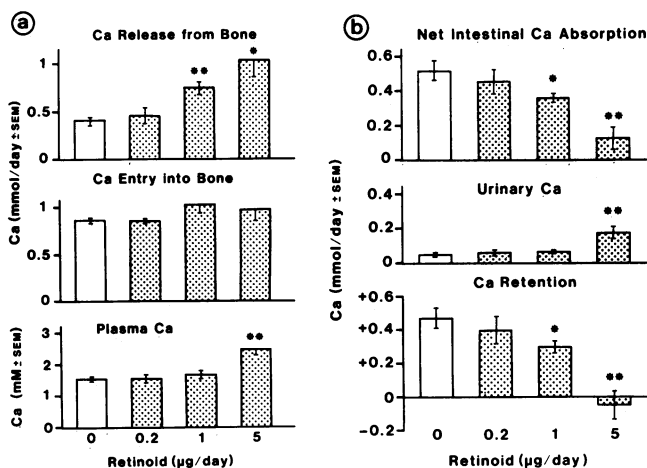 a
Ca Release from Bone
1
0.5
0
**
*
Ca Entry into Bone
1
0.5
0
Ca (mmol/day ± SEM)
Plasma Ca
3
2
1
0
**
Ca (mM ± SEM)
0 0.2 1 5
Retinoid (µg/day)
b
Net Intestinal Ca Absorption
0.6
0.4
0.2
0
*
**
Urinary Ca
0.4
0.2
0
**
Ca (mmol/day ± SEM)
Ca Retention
+0.6
+0.4
+0.4
0
−0.2
*
**
0 0.2 1 5
Retinoid (µg/day)